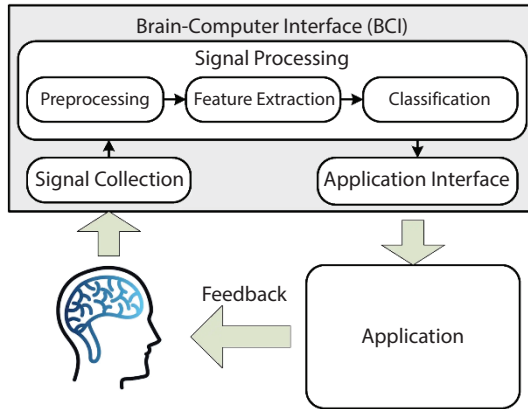 Brain-Computer Interface (BCI)
Signal Processing
Preprocessing
Feature Extraction
Classification
Signal Collection
Application Interface
Feedback
Application